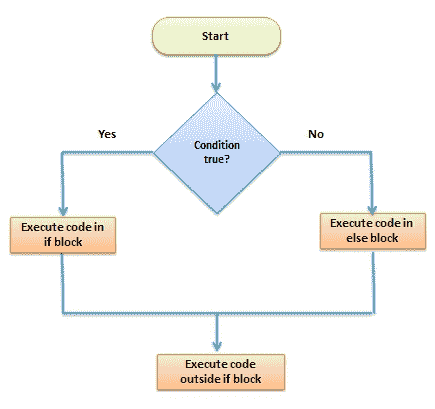 Start
Condition
true?
Yes
No
Execute code in
if block
Execute code in
else block
Execute code
outside if block